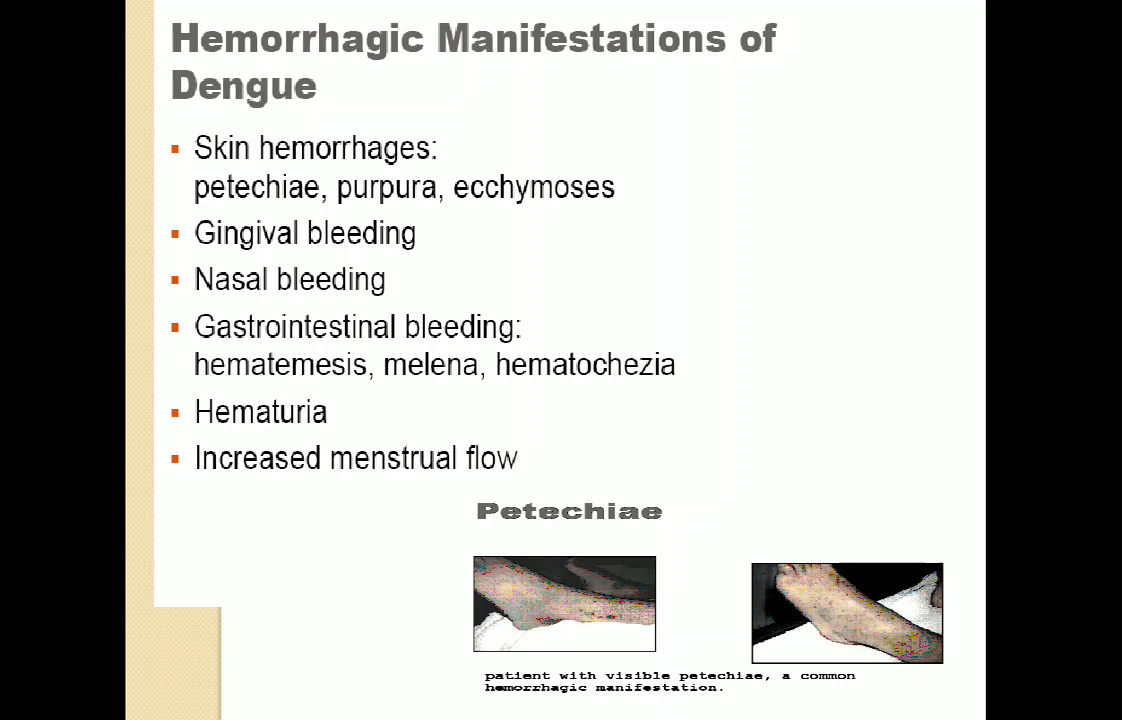 Hemorrhagic Manifestations of
Dengue
Skin hemorrhages:
petechiae, purpura, ecchymoses
Gingival bleeding
Nasal bleeding
Gastrointestinal bleeding:
hematemesis, melena, hematochezia
Hematuria
Increased menstrual flow
Petechiae
patient with visible petechiae, a common
hemorrhagic manifestation.